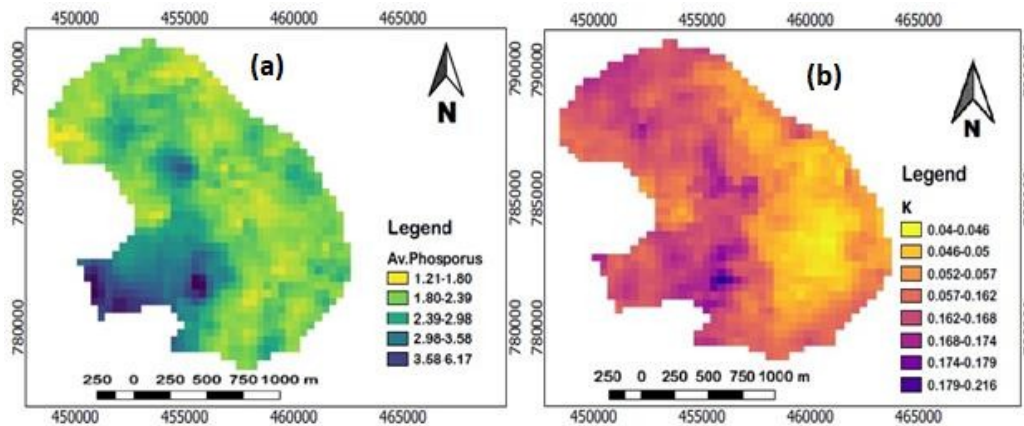 450000 455000 460000 465000
(a)
N
790000
785000
780000
Legend
Av.Phosporus
1.21-1.80
1.80-2.39
2.39-2.98
2.98-3.58
3.58 6.17
250 0 250 500 750 1000 m
450000 455000 460000 465000
450000 455000 460000 465000
(b)
N
790000
785000
780000
Legend
K
0.04-0.046
0.046-0.05
0.052-0.057
0.057-0.162
0.162-0.168
0.168-0.174
0.174-0.179
0.179-0.216
250 0 250 500 750 1000 m
450000 455000 460000 465000